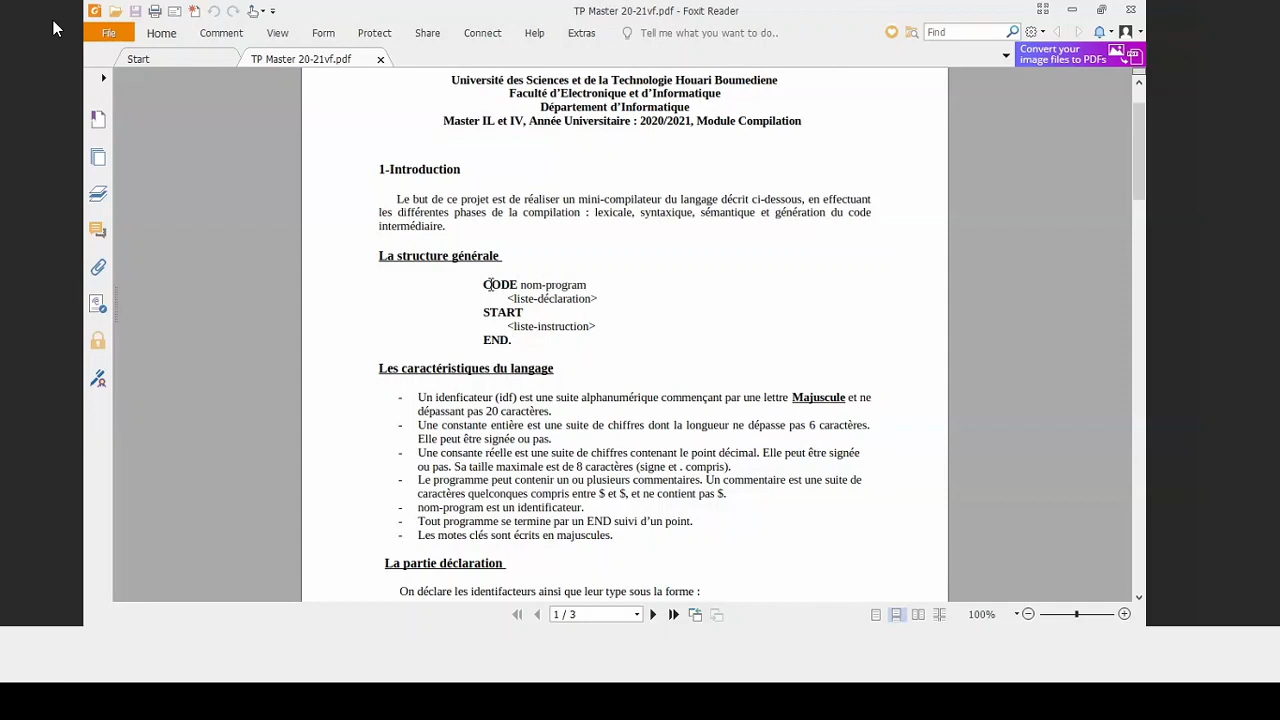 TP Master 20-21vf.pdf - Foxit Reader
File Home Comment View Form Protect Share Connect Help Extras Tell me what you want to do.. Find
Start TP Master 20-21vf.pdf Convert your
image files to PDFs
Université des Sciences et de la Technologie Houari Boumediene
Faculté d'Electronique et d'Informatique
Département d'Informatique
Master IL et IV, Année Universitaire : 2020/2021, Module Compilation
1-Introduction
Le but de ce projet est de réaliser un mini-compilateur du langage décrit ci-dessous, en effectuant
les différentes phases de la compilation : lexicale, syntaxique, sémantique et génération du code
intermédiaire.
La structure générale
CODE nom-program
<liste-déclaration>
START
<liste-instruction>
END.
Les caractéristiques du langage
- Un idenficateur (idf) est une suite alphanumérique commençant par une lettre Majuscule et ne
dépassant pas 20 caractères.
- Une constante entière est une suite de chiffres dont la longueur ne dépasse pas 6 caractères.
Elle peut être signée ou pas.
- Une consante réelle est une suite de chiffres contenant le point décimal. Elle peut être signée
ou pas. Sa taille maximale est de 8 caractères (signe et . compris).
- Le programme peut contenir un ou plusieurs commentaires. Un commentaire est une suite de
caractères quelconques compris entre $ et $, et ne contient pas $.
- nom-program est un identificateur.
- Tout programme se termine par un END suivi d'un point.
- Les motes clés sont écrits en majuscules.
La partie déclaration
On déclare les identifacteurs ainsi que leur type sous la forme :
1 / 3 100%